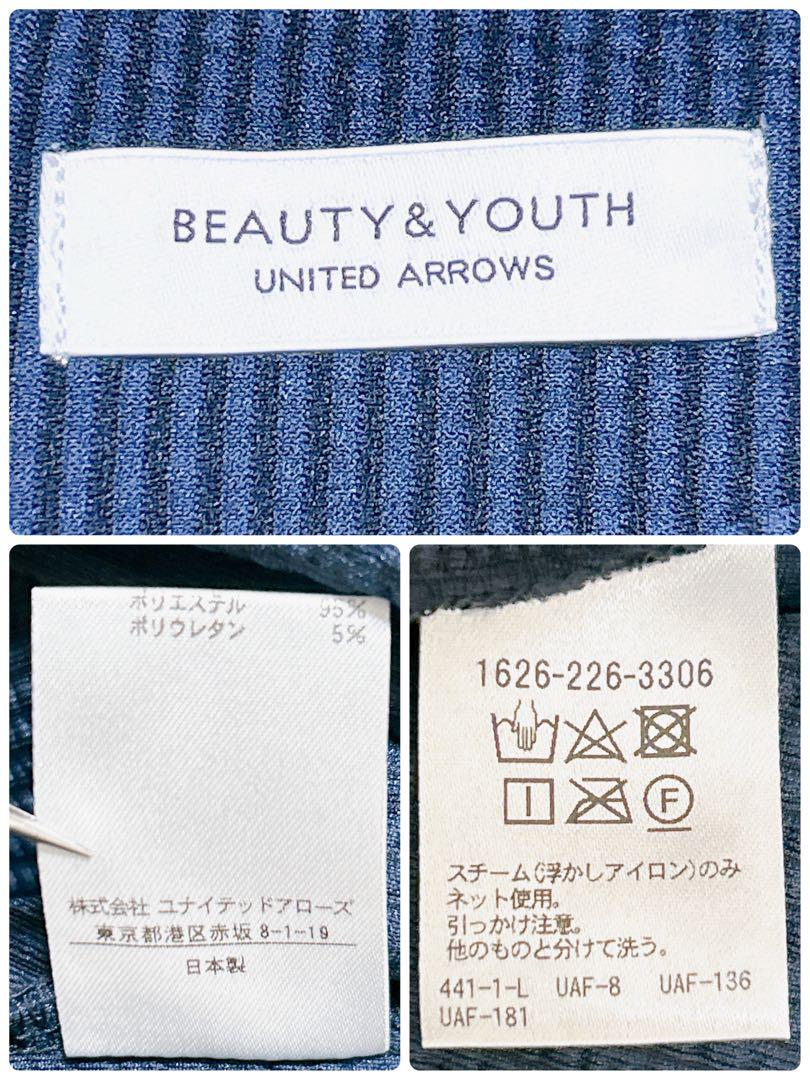 BEAUTY&YOUTH
UNITED ARROWS
ポリエステル 95%
ポリウレタン 5%
株式会社 ユナイテッドアローズ
東京都港区赤坂 8-1-19
日本製
1626-226-3306
F
スチーム(浮かしアイロン)のみ
ネット使用。
引っかけ注意。
他のものと分けて洗う。
441-1-L UAF-8 UAF-136
UAF-181